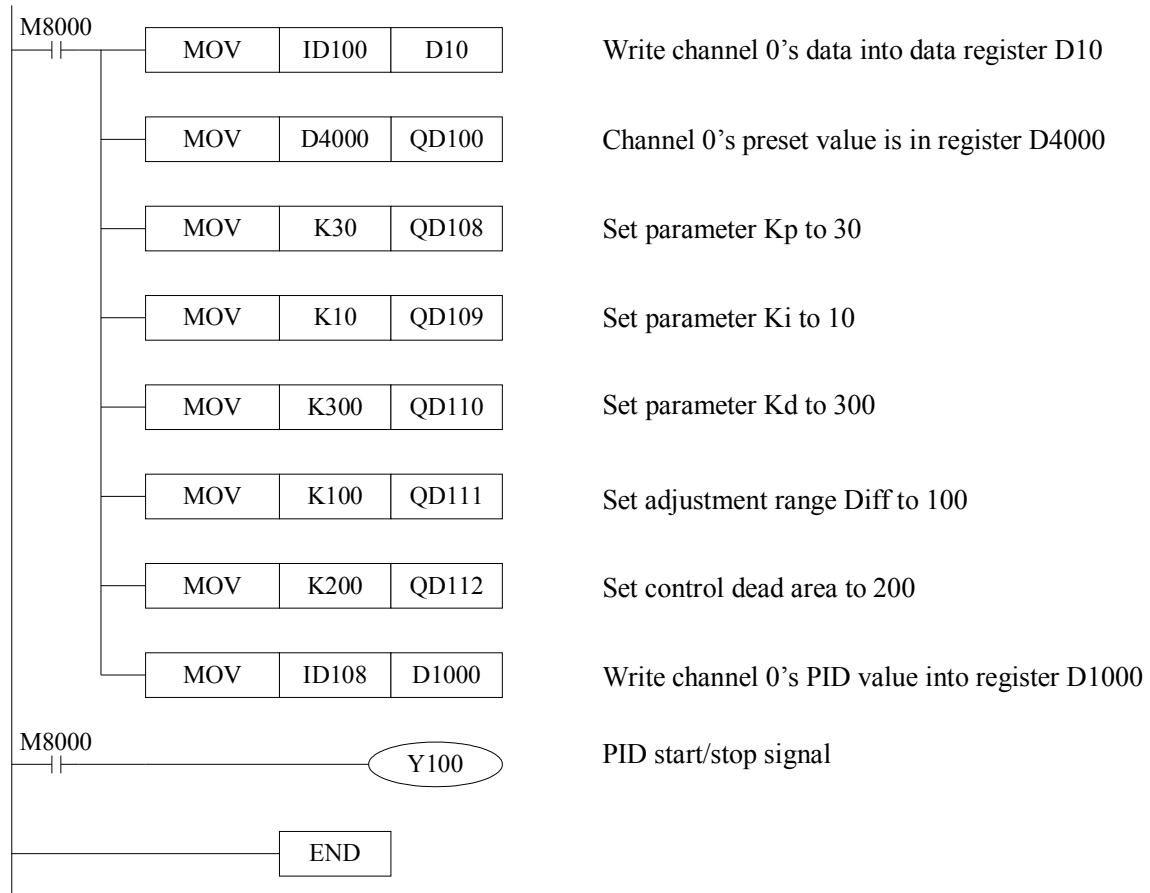 M8000
MOV ID100 D10 Write channel 0’s data into data register D10
MOV D4000 QD100 Channel 0’s preset value is in register D4000
MOV K30 QD108 Set parameter Kp to 30
MOV K10 QD109 Set parameter Ki to 10
MOV K300 QD110 Set parameter Kd to 300
MOV K100 QD111 Set adjustment range Diff to 100
MOV K200 QD112 Set control dead area to 200
MOV ID108 D1000 Write channel 0’s PID value into register D1000
M8000
Y100 PID start/stop signal
END